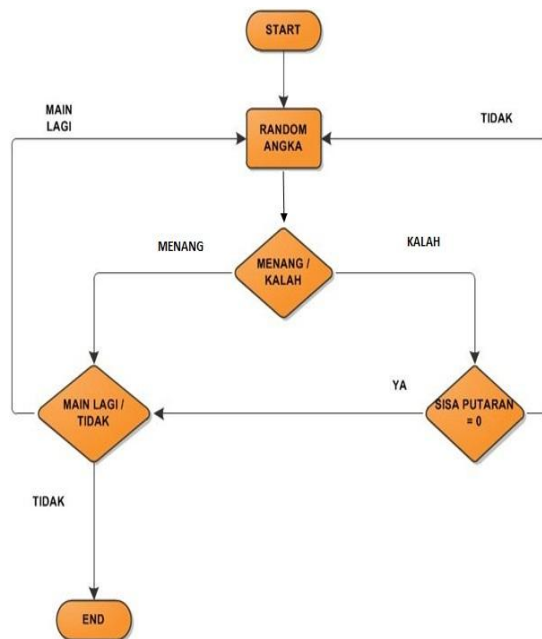 START
MAIN
LAGI
RANDOM
ANGKA
TIDAK
MENANG
MENANG /
KALAH
KALAH
MAIN LAGI /
TIDAK
YA
SISA PUTARAN
= 0
TIDAK
END